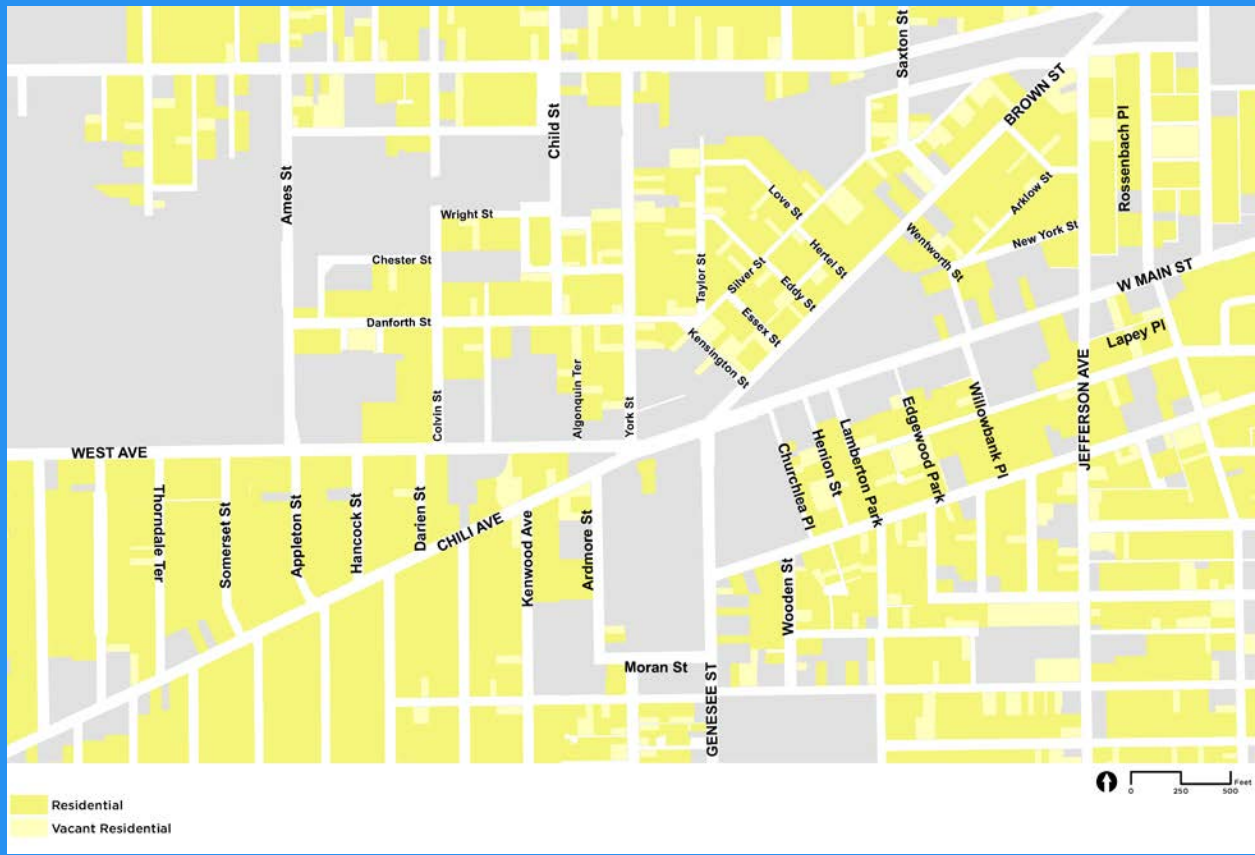 Saxton St
BROWN ST
Child St
Rossenbach Pl
Ames St
Love St
Arklow St
Wright St
Hertel St
Wentworth St
New York St
Chester St
Taylor St
Silver St
Eddy St
W MAIN ST
Danforth St
Essex St
Kensington St
Lapey Pl
Algonquin Ter
Colvin St
York St
JEFFERSON AVE
Willowbank Pl
Edgewood Park
Lamberton Park
Henion St
Churchlea Pl
WEST AVE
Thorndale Ter
Somerset St
Appleton St
Hancock St
Darien St
CHILI AVE
Kenwood Ave
Ardmore St
Wooden St
Moran St
GENESEE ST
0 250 500 Feet
Residential
Vacant Residential